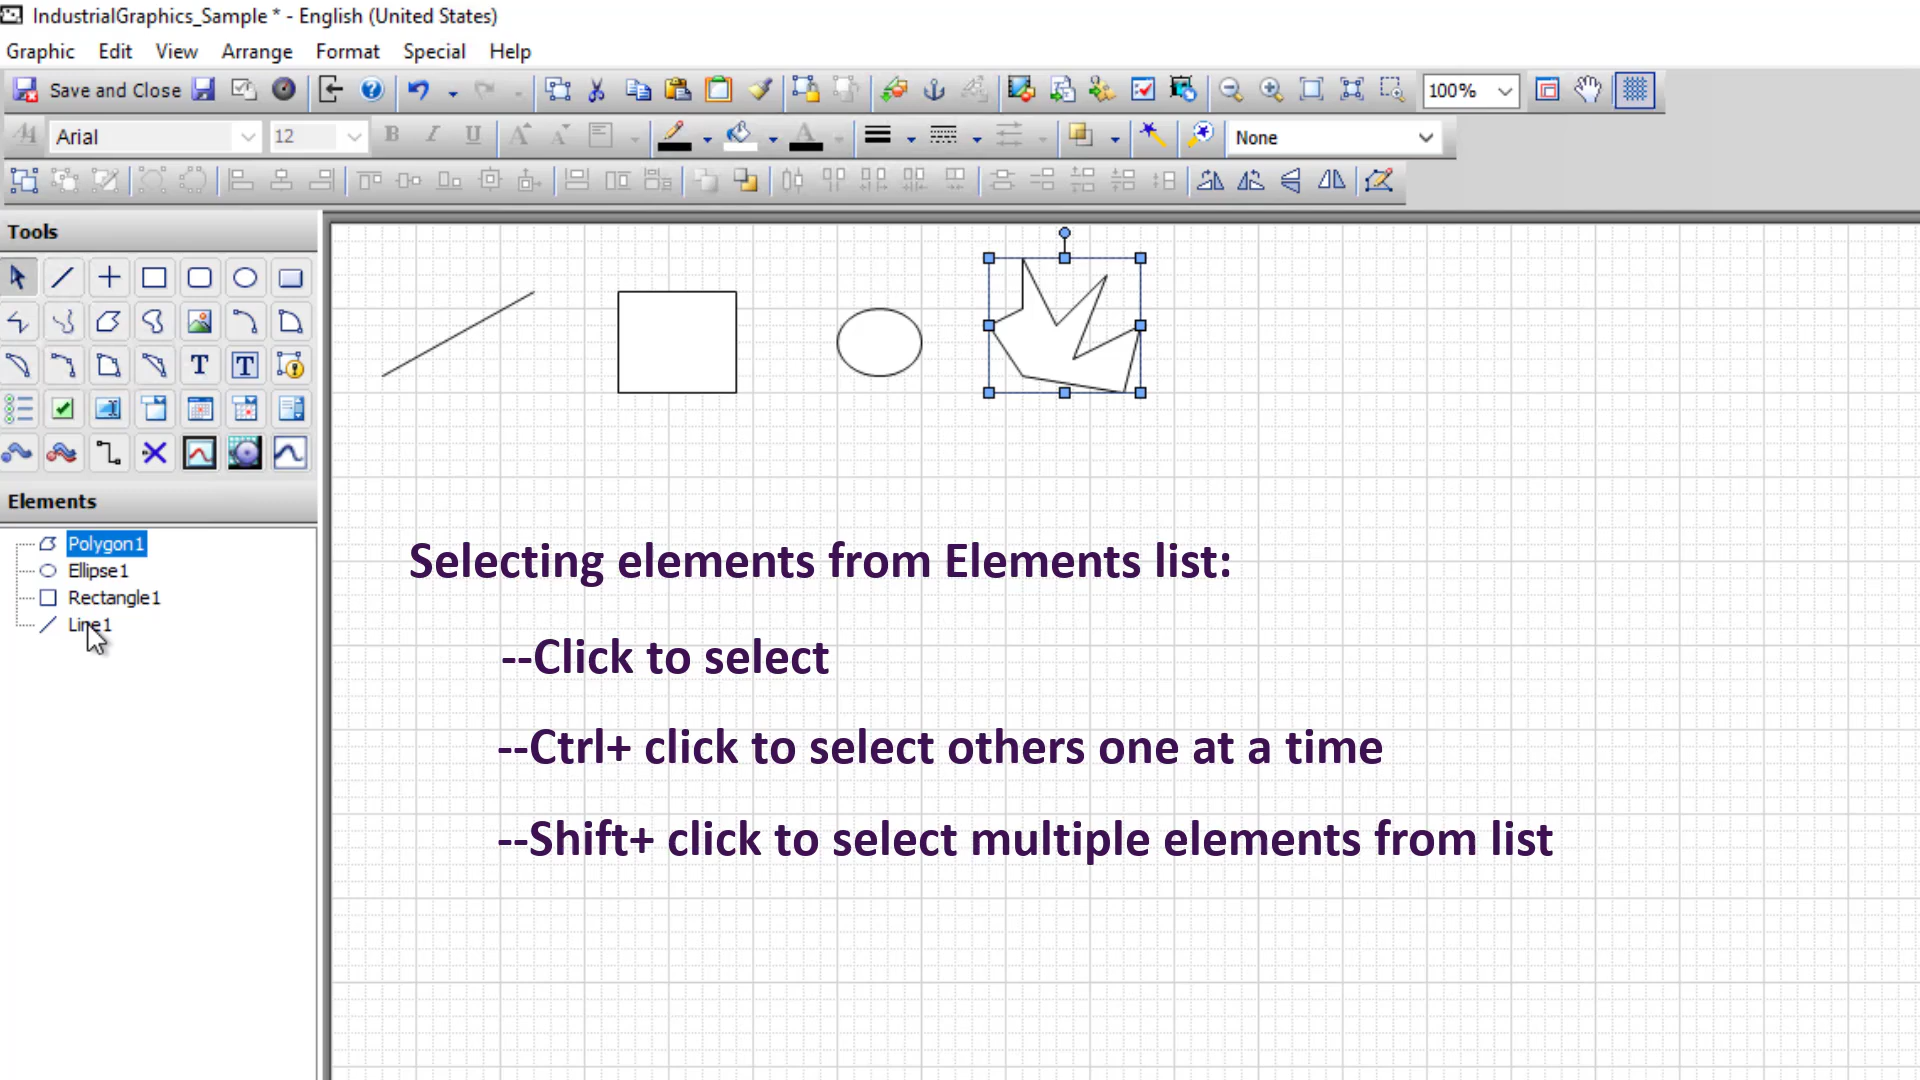 IndustrialGraphics_Sample * - English (United States)
Graphic Edit View Arrange Format Special Help
Save and Close 100%
Arial 12 B I U A A A None
Tools
T T
Elements
Polygon1
Ellipse1
Rectangle1
Line1
Selecting elements from Elements list:
--Click to select
--Ctrl+ click to select others one at a time
--Shift+ click to select multiple elements from list